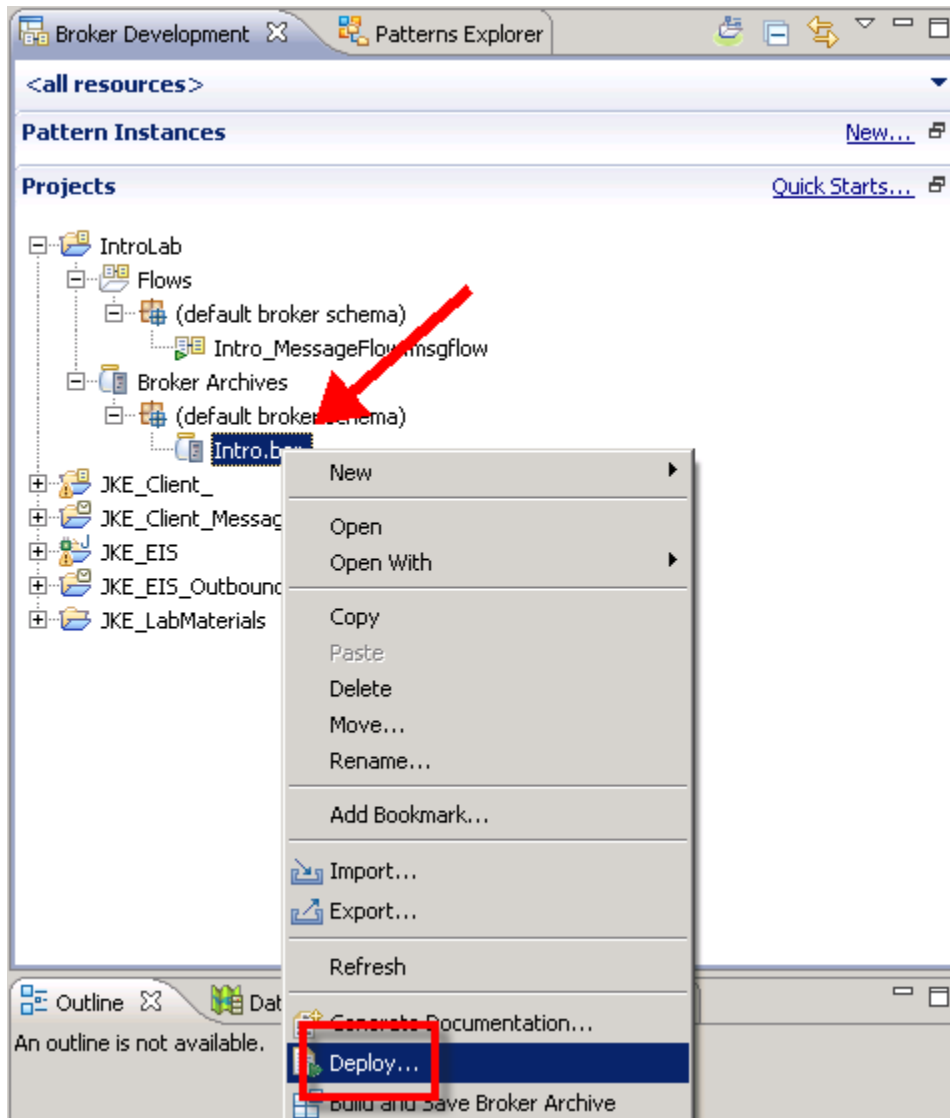 Broker Development Patterns Explorer
<all resources>
Pattern Instances New...
Projects Quick Starts...
IntroLab
Flows
(default broker schema)
Intro_MessageFlow.msgflow
Broker Archives
(default broker schema)
Intro.bar
JKE_Client_
JKE_Client_Messag
JKE_EIS
JKE_EIS_Outbound
JKE_LabMaterials
New
Open
Open With
Copy
Paste
Delete
Move...
Rename...
Add Bookmark...
Import...
Export...
Refresh
Generate Documentation...
Deploy...
Build and Save Broker Archive
Outline Dat
An outline is not available.